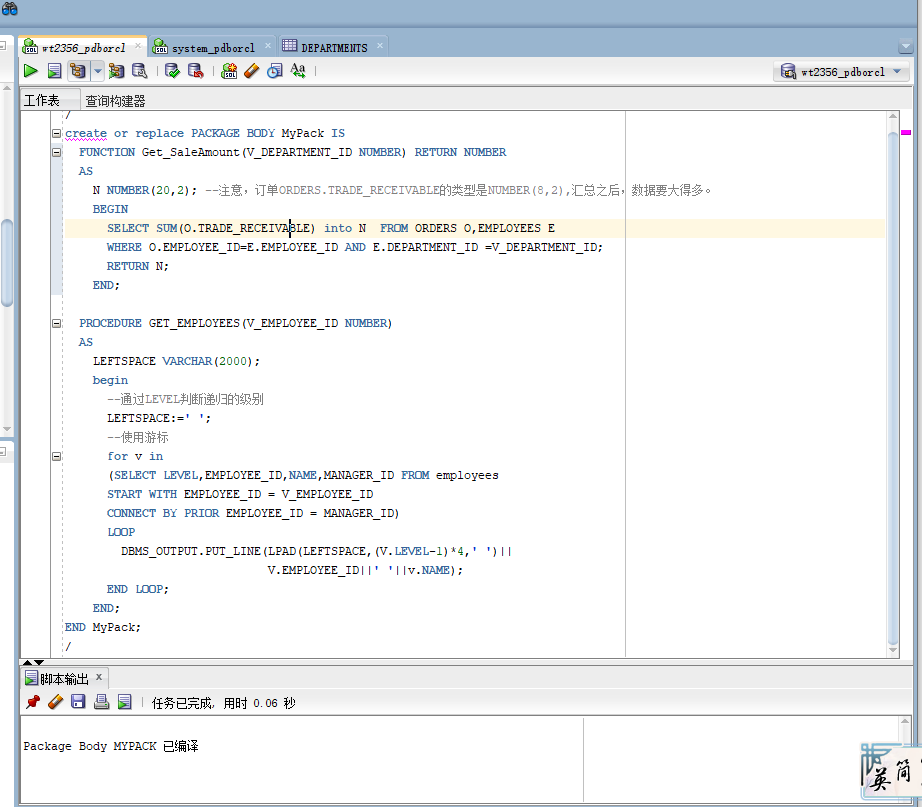 wt2356_pdborcl
system_pdborcl
DEPARTMENTS
wt2356_pdborcl
工作表 查询构建器
/
create or replace PACKAGE BODY MyPack IS
FUNCTION Get_SaleAmount(V_DEPARTMENT_ID NUMBER) RETURN NUMBER
AS
N NUMBER(20,2); --注意，订单ORDERS.TRADE_RECEIVABLE的类型是NUMBER(8,2),汇总之后，数据要大得多。
BEGIN
SELECT SUM(O.TRADE_RECEIVABLE) into N  FROM ORDERS O,EMPLOYEES E
WHERE O.EMPLOYEE_ID=E.EMPLOYEE_ID AND E.DEPARTMENT_ID =V_DEPARTMENT_ID;
RETURN N;
END;
PROCEDURE GET_EMPLOYEES(V_EMPLOYEE_ID NUMBER)
AS
LEFTSPACE VARCHAR(2000);
begin
--通过LEVEL判断递归的级别
LEFTSPACE:=' ';
--使用游标
for v in
(SELECT LEVEL,EMPLOYEE_ID,NAME,MANAGER_ID FROM employees
START WITH EMPLOYEE_ID = V_EMPLOYEE_ID
CONNECT BY PRIOR EMPLOYEE_ID = MANAGER_ID)
LOOP
DBMS_OUTPUT.PUT_LINE(LPAD(LEFTSPACE,(V.LEVEL-1)*4,' ')||
V.EMPLOYEE_ID||' '||v.NAME);
END LOOP;
END;
END MyPack;
/
脚本输出 x
任务已完成, 用时 0.06 秒
Package Body MYPACK 已编译
英 简